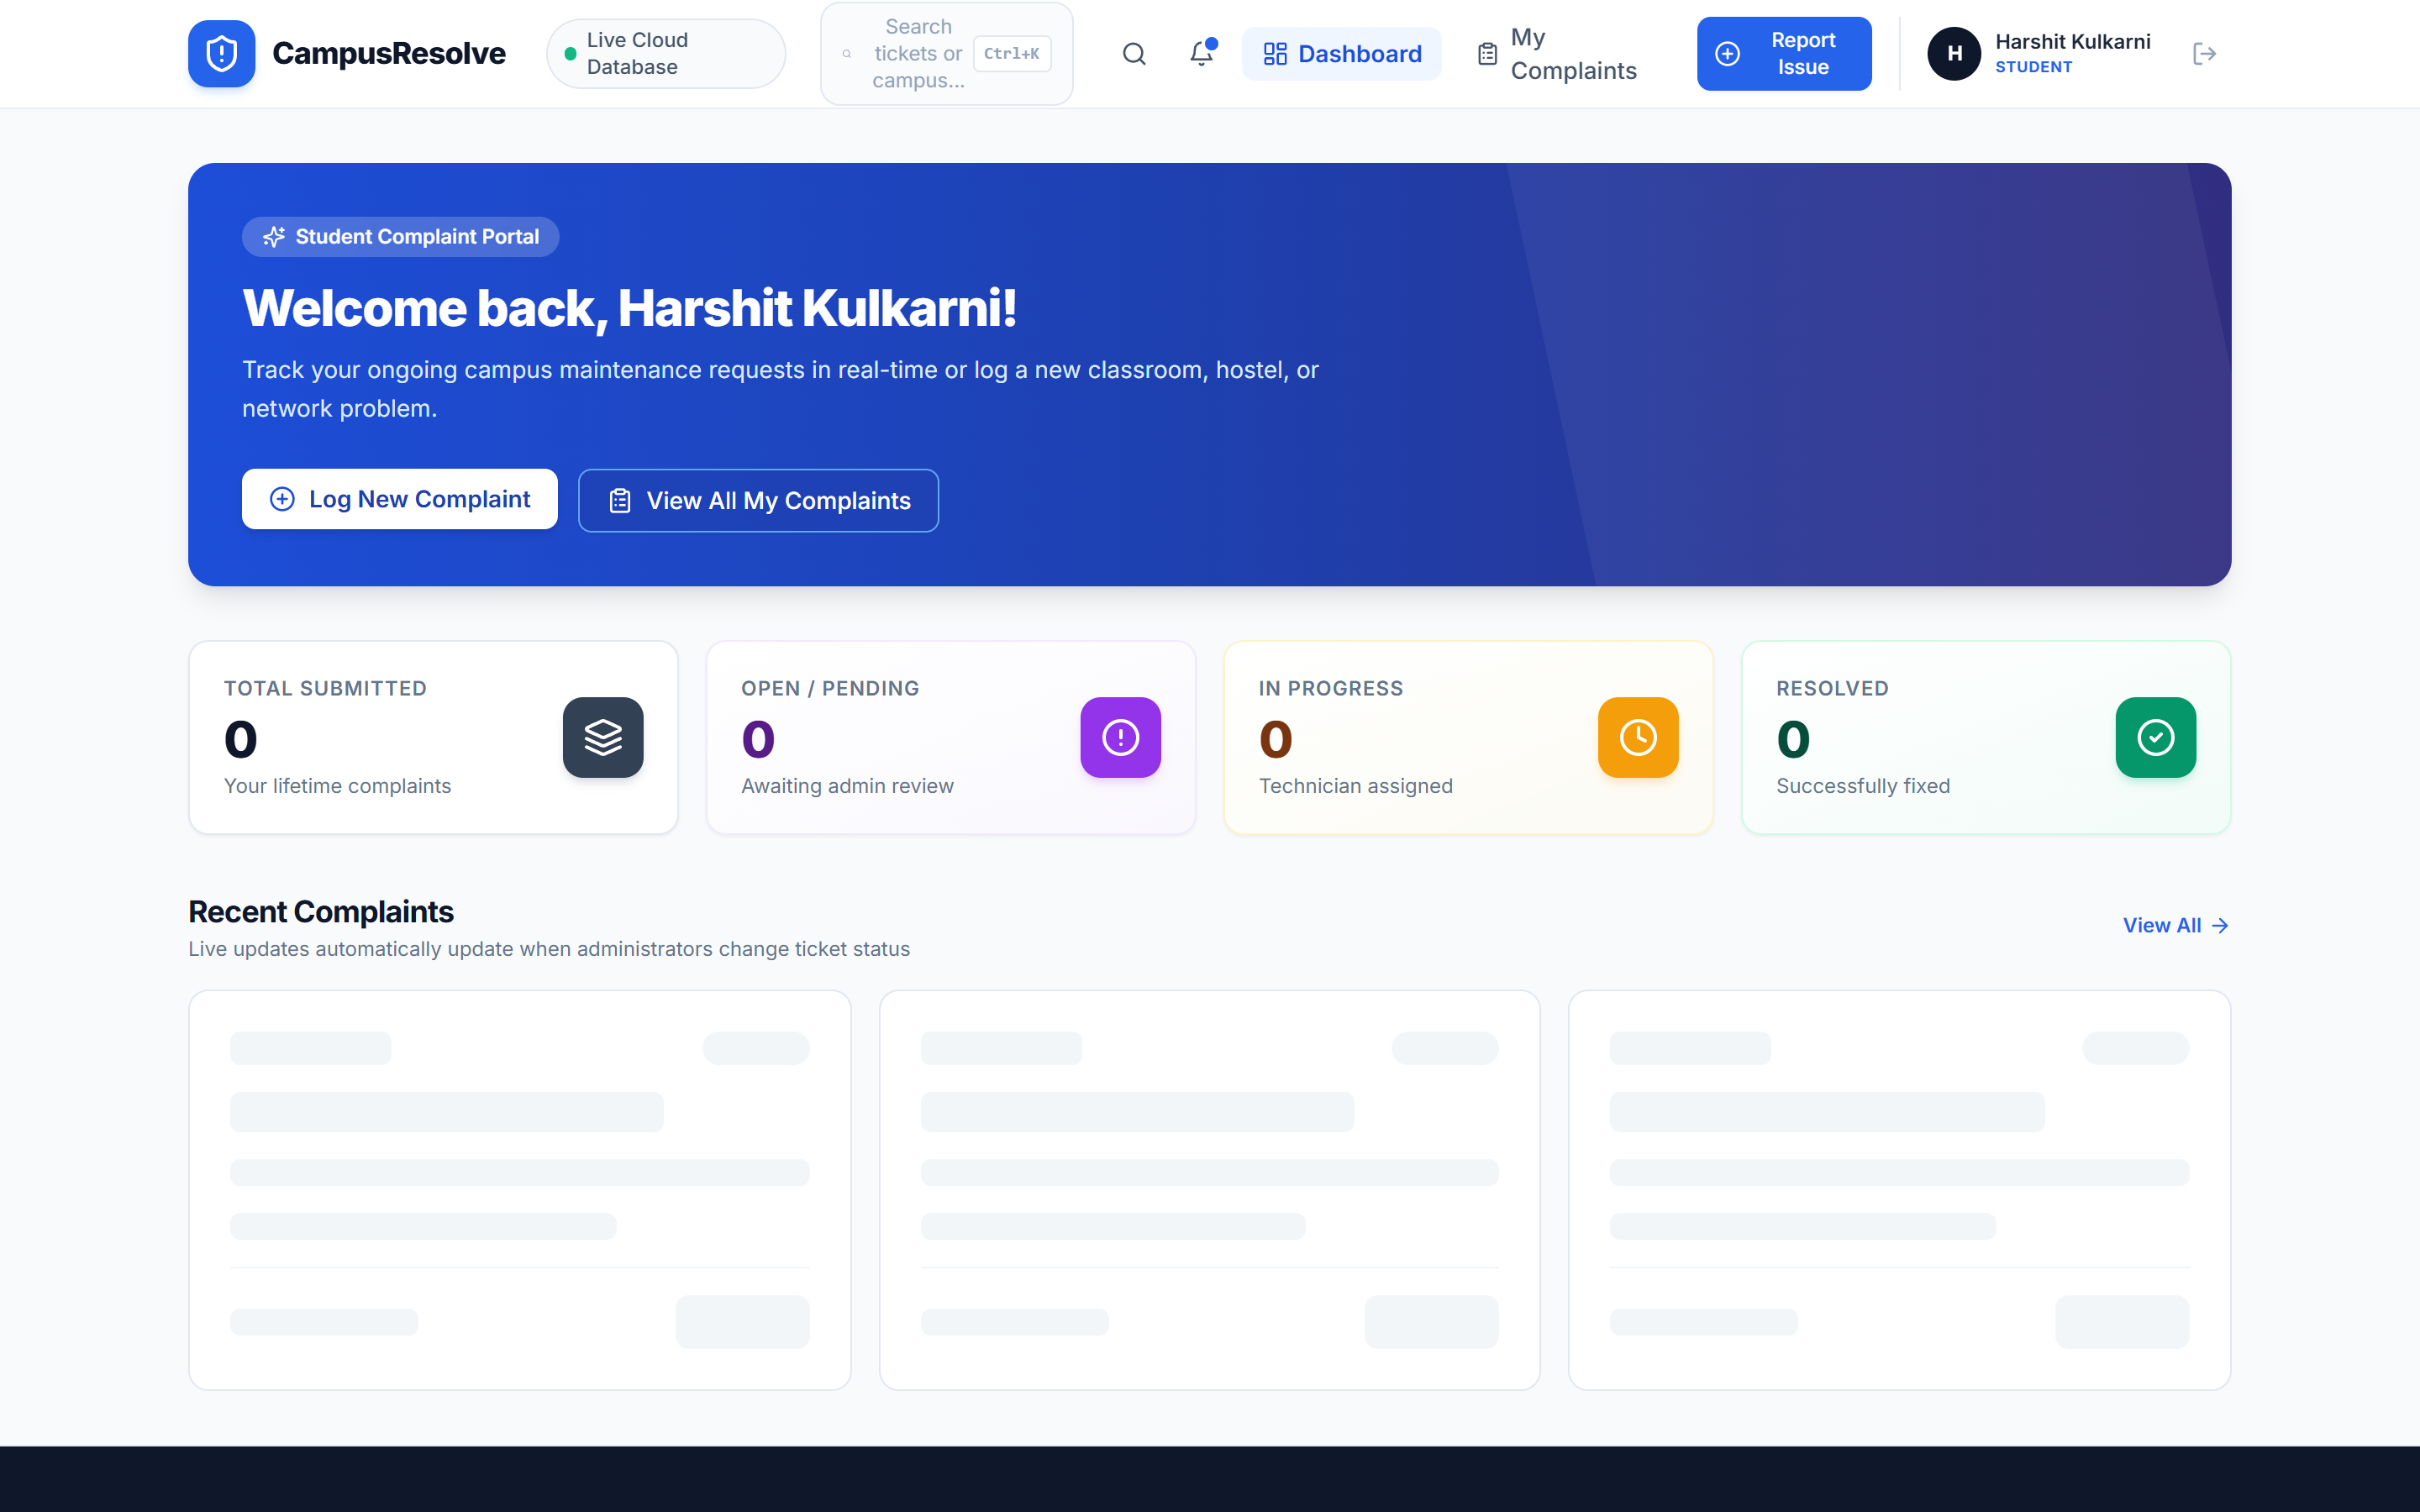 CampusResolve
Live Cloud
Database
Search
tickets or
campus...
Ctrl+K
Dashboard
My
Complaints
Report
Issue
H
Harshit Kulkarni
STUDENT
Student Complaint Portal
Welcome back, Harshit Kulkarni!
Track your ongoing campus maintenance requests in real-time or log a new classroom, hostel, or
network problem.
Log New Complaint
View All My Complaints
TOTAL SUBMITTED
0
Your lifetime complaints
OPEN / PENDING
0
Awaiting admin review
IN PROGRESS
0
Technician assigned
RESOLVED
0
Successfully fixed
Recent Complaints
Live updates automatically update when administrators change ticket status
View All